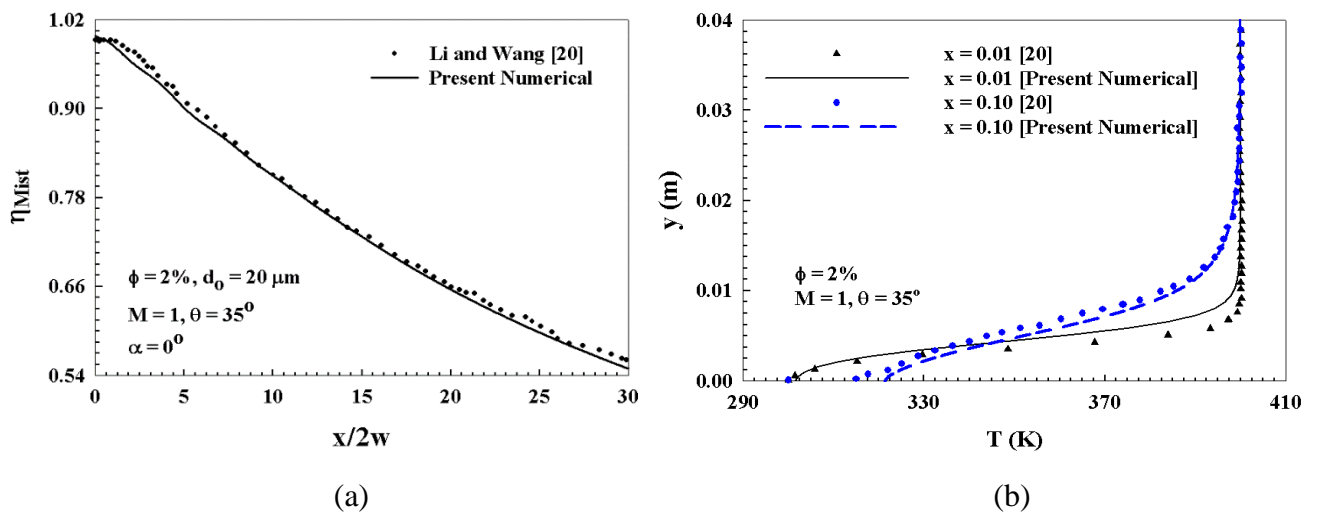 1.02
0.90
0.78
0.66
0.54
η_Mist
Li and Wang [20]
Present Numerical
ϕ = 2%, d_o = 20 µm
M = 1, θ = 35°
α = 0°
0
5
10
15
20
25
30
x/2w
(a)
0.04
0.03
0.02
0.01
0.00
y (m)
x = 0.01 [20]
x = 0.01 [Present Numerical]
x = 0.10 [20]
x = 0.10 [Present Numerical]
ϕ = 2%
M = 1, θ = 35°
290
330
370
410
T (K)
(b)